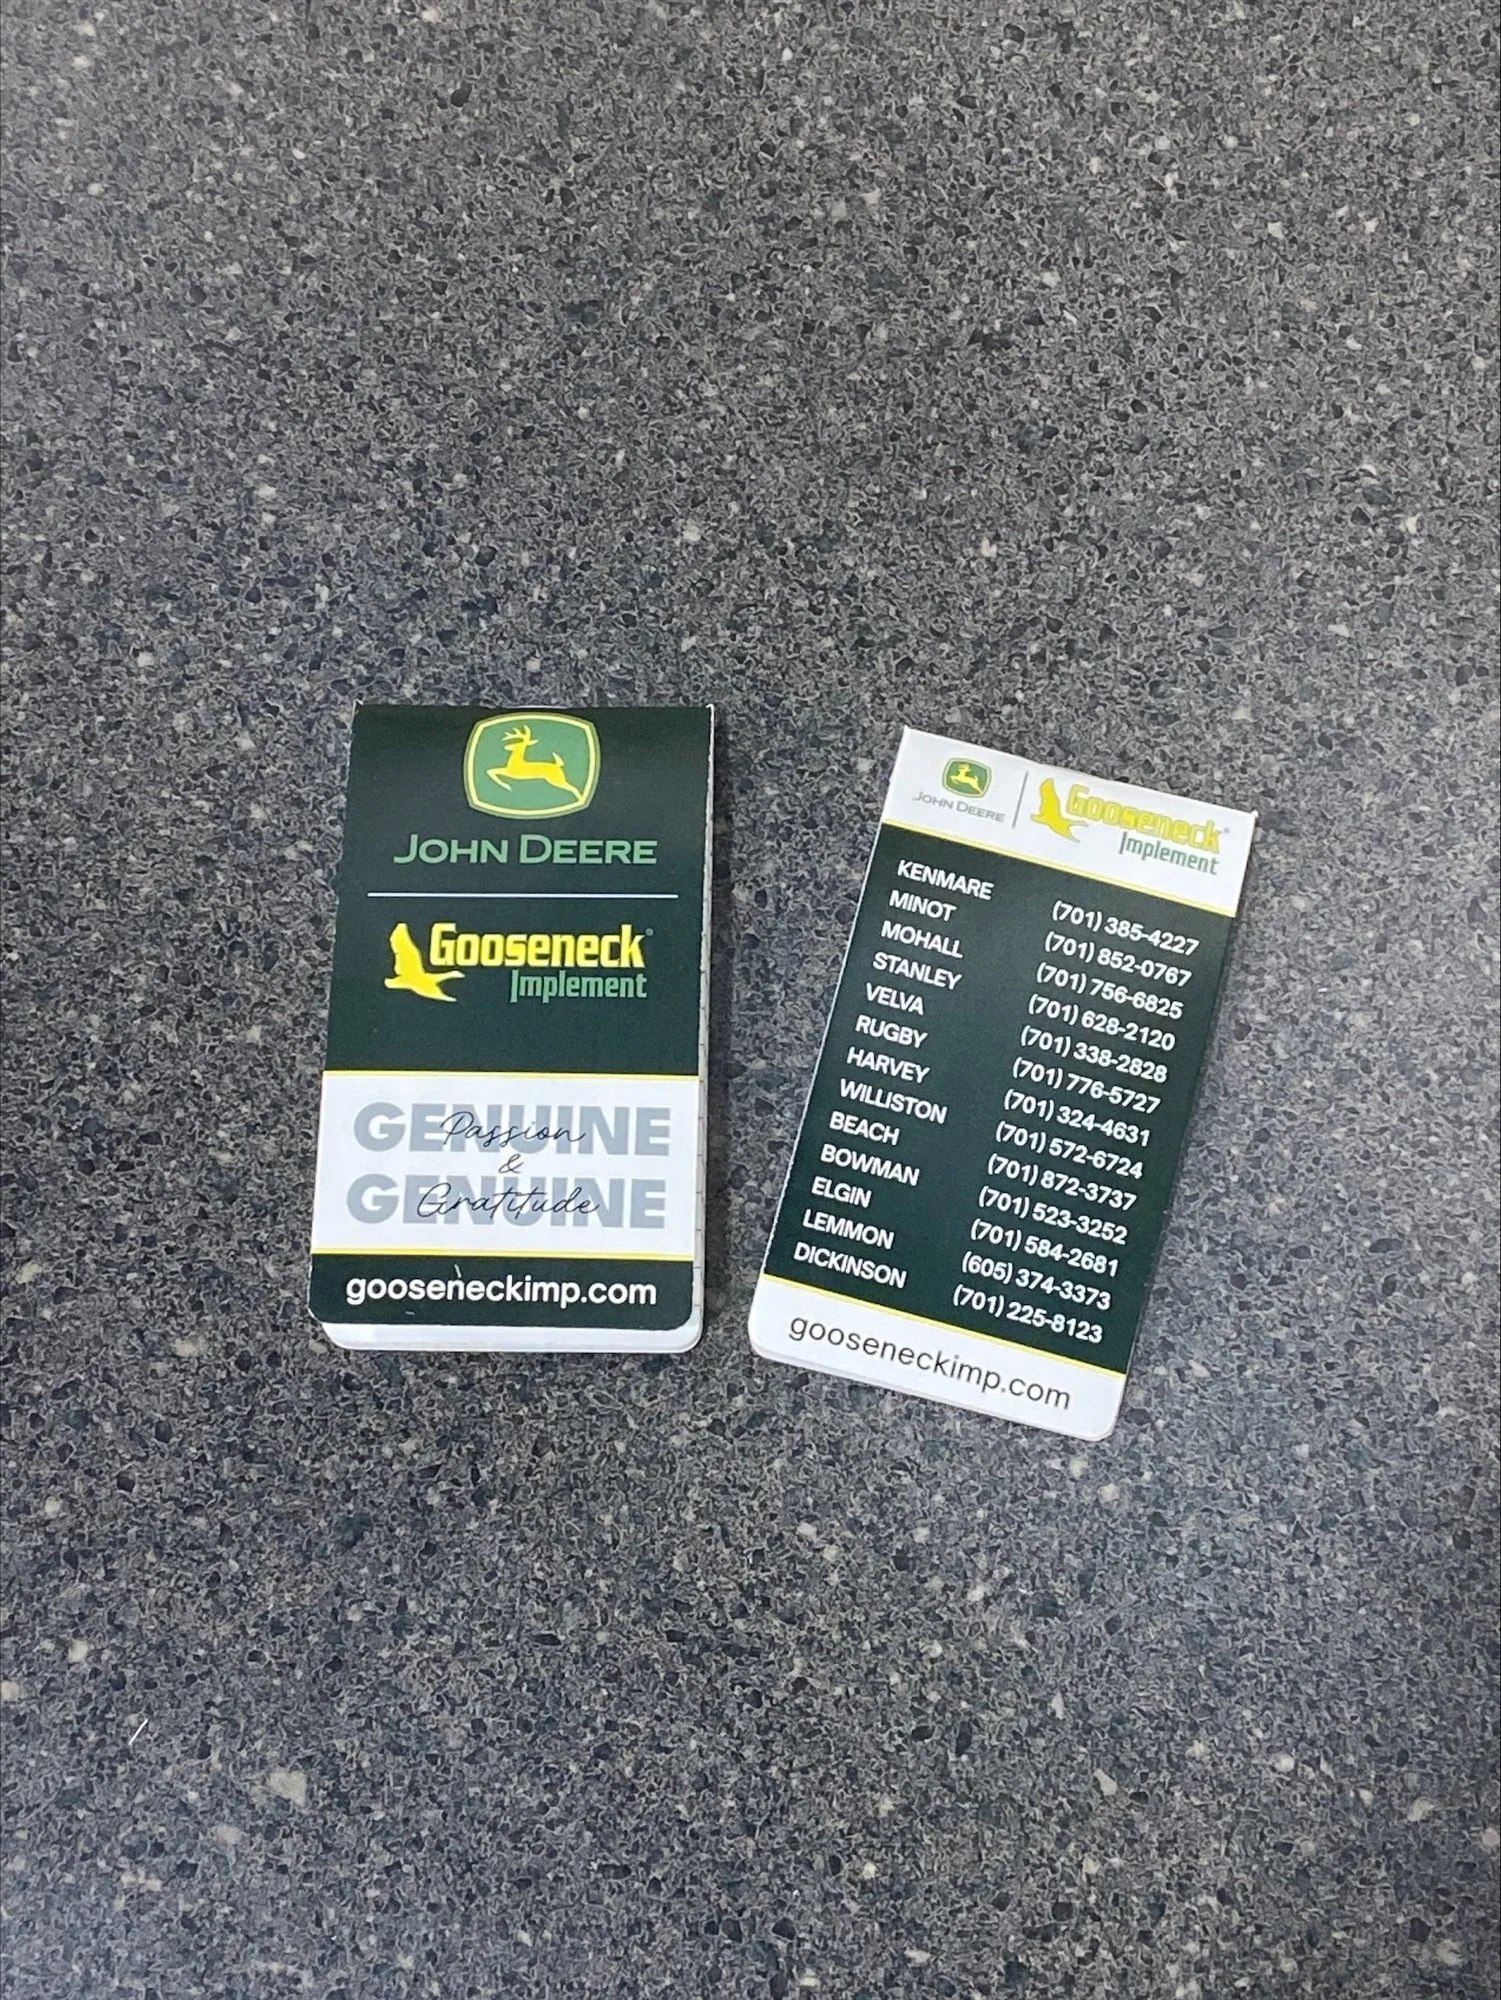 JOHN DEERE
Gooseneck®
Implement
GENUINE
Passion
&
GENUINE
Gratitude
gooseneckimp.com
JOHN DEERE
Gooseneck®
Implement
KENMARE (701) 385-4227
MINOT (701) 852-0767
MOHALL (701) 756-6825
STANLEY (701) 628-2120
VELVA (701) 338-2828
RUGBY (701) 776-5727
HARVEY (701) 324-4631
WILLISTON (701) 572-6724
BEACH (701) 872-3737
BOWMAN (701) 523-3252
ELGIN (701) 584-2681
LEMMON (605) 374-3373
DICKINSON (701) 225-8123
gooseneckimp.com